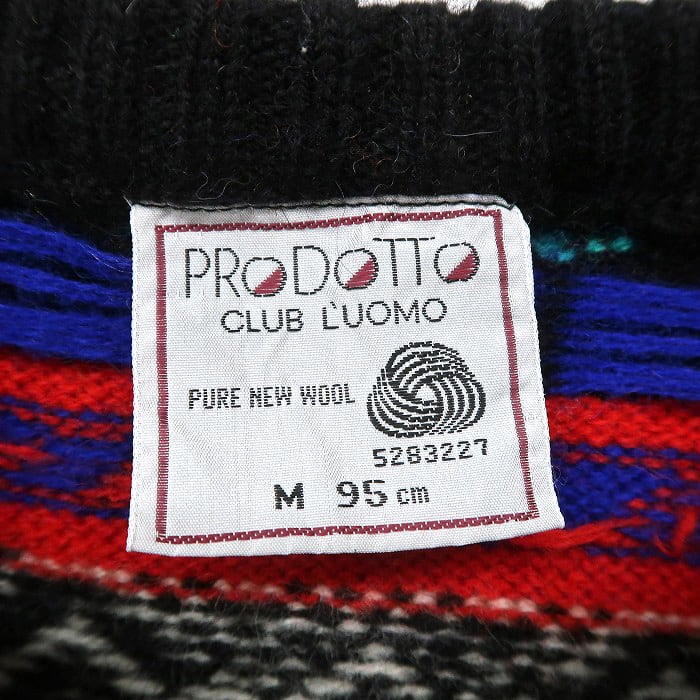 PRODOTTO
CLUB L'UOMO
PURE NEW WOOL
5283227
M 95 cm